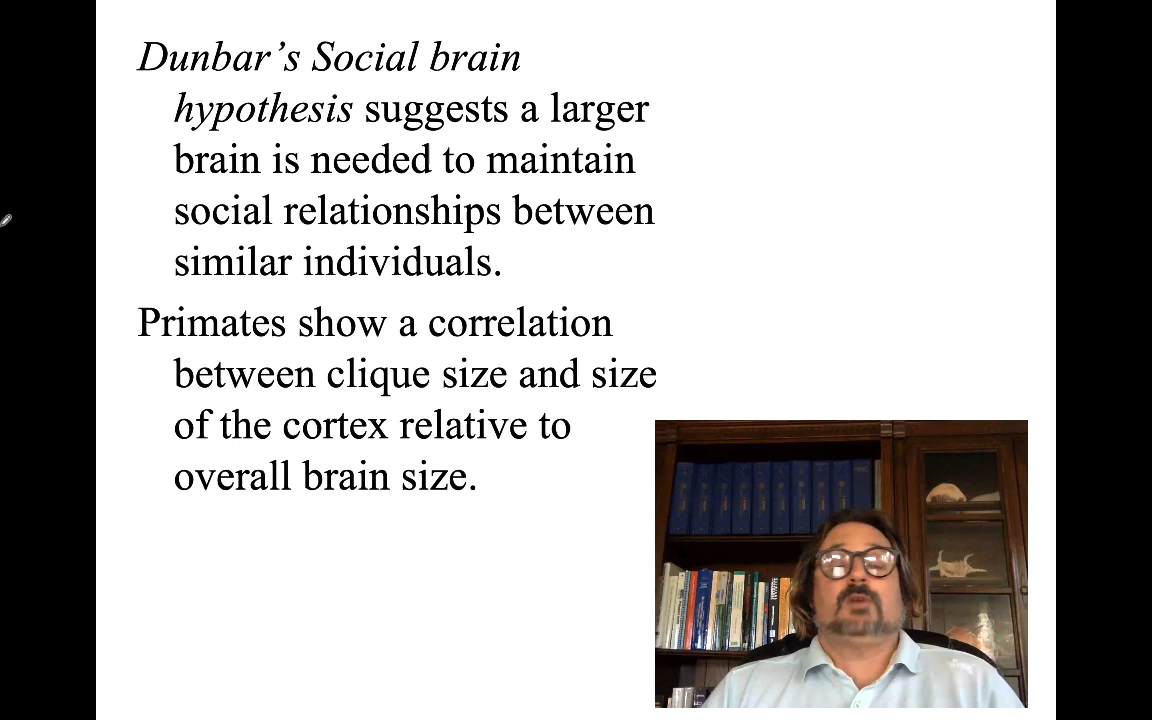 Dunbar’s Social brain
hypothesis suggests a larger
brain is needed to maintain
social relationships between
similar individuals.
Primates show a correlation
between clique size and size
of the cortex relative to
overall brain size.